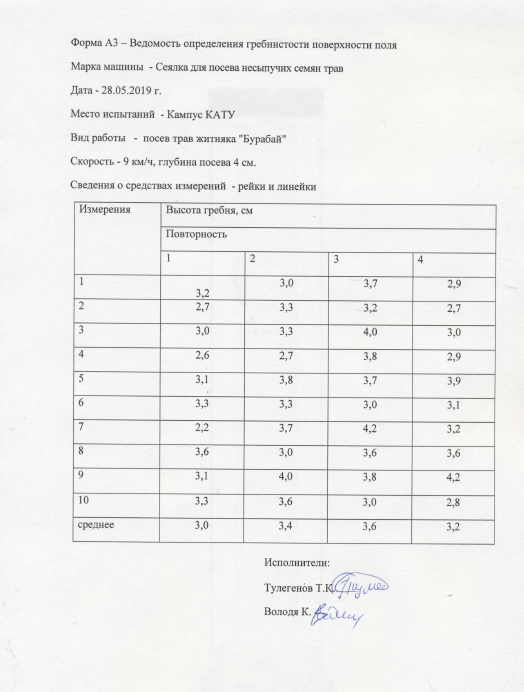 Форма А3 – Ведомость определения гребнистости поверхности поля
Марка машины - Сеялка для посева несыпучих семян трав
Дата - 28.05.2019 г.
Место испытаний - Кампус КАТУ
Вид работы - посев трав житняка "Бурабай"
Скорость - 9 км/ч, глубина посева 4 см.
Сведения о средствах измерений - рейки и линейки
Измерения Высота гребня, см
Повторность
1 2 3 4
1 3,2 3,0 3,7 2,9
2 2,7 3,3 3,2 2,7
3 3,0 3,3 4,0 3,0
4 2,6 2,7 3,8 2,9
5 3,1 3,8 3,7 3,9
6 3,3 3,3 3,0 3,1
7 2,2 3,7 4,2 3,2
8 3,6 3,0 3,6 3,6
9 3,1 4,0 3,8 4,2
10 3,3 3,6 3,0 2,8
среднее 3,0 3,4 3,6 3,2
Исполнители:
Тулегенов Т.К.
Володя К.